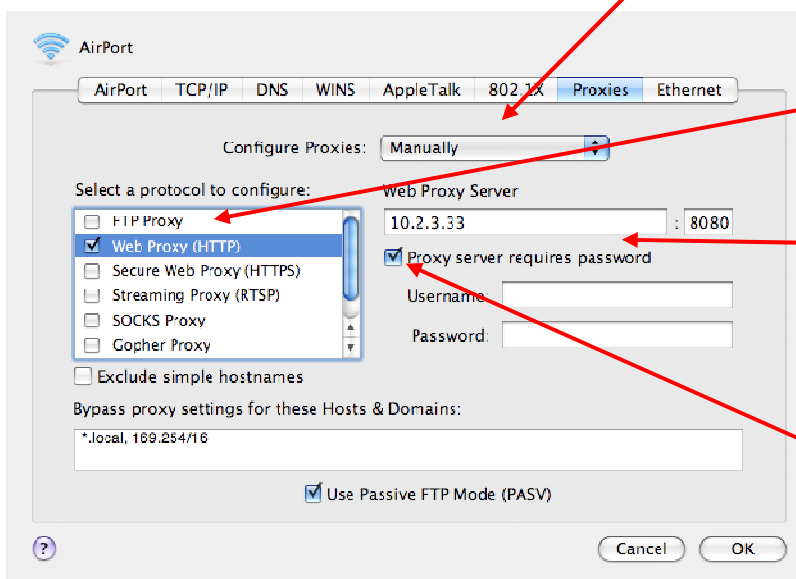 AirPort
AirPort TCP/IP DNS WINS AppleTalk 802.1X Proxies Ethernet
Configure Proxies: Manually
Select a protocol to configure: Web Proxy Server
FTP Proxy 10.2.3.33 : 8080
Web Proxy (HTTP)
Proxy server requires password
Secure Web Proxy (HTTPS)
Streaming Proxy (RTSP) Username:
SOCKS Proxy
Gopher Proxy Password:
Exclude simple hostnames
Bypass proxy settings for these Hosts & Domains:
*.local, 169.254/16
Use Passive FTP Mode (PASV)
? Cancel OK